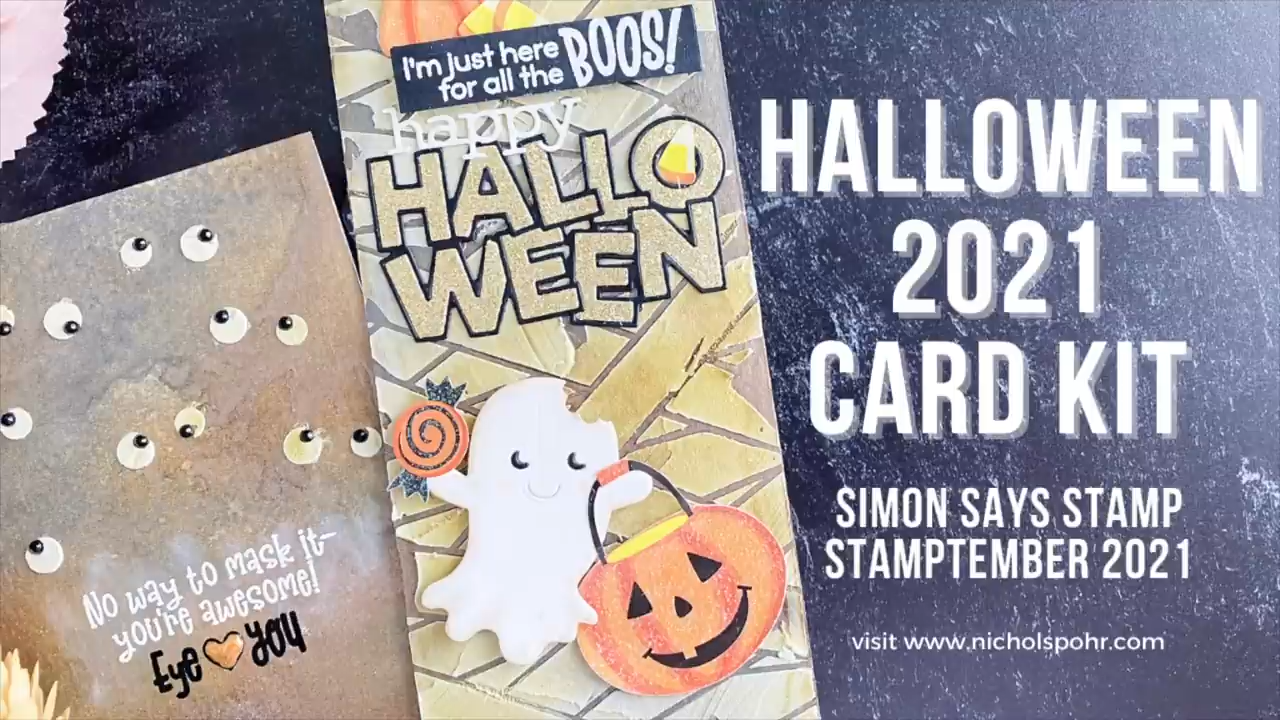 I'm just here
for all the BOOS!
happy
HALLO
WEEN
No way to mask it-
you're awesome!
Eye you
HALLOWEEN
2021
CARD KIT
SIMON SAYS STAMP
STAMPTEMBER 2021
visit www.nicholspohr.com